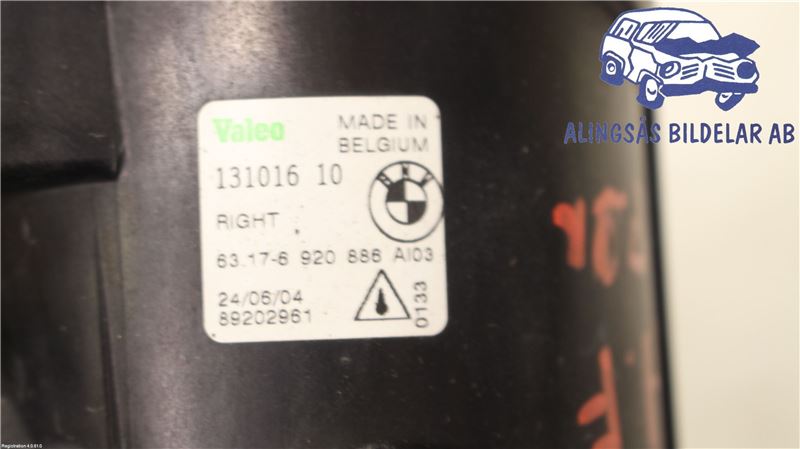 ALINGSÅS BILDELAR AB
Valeo
MADE IN
BELGIUM
131016 10
RIGHT
63.17-6 920 886 AI03
24/06/04
89202961
0133
Registration 4.0.61.0